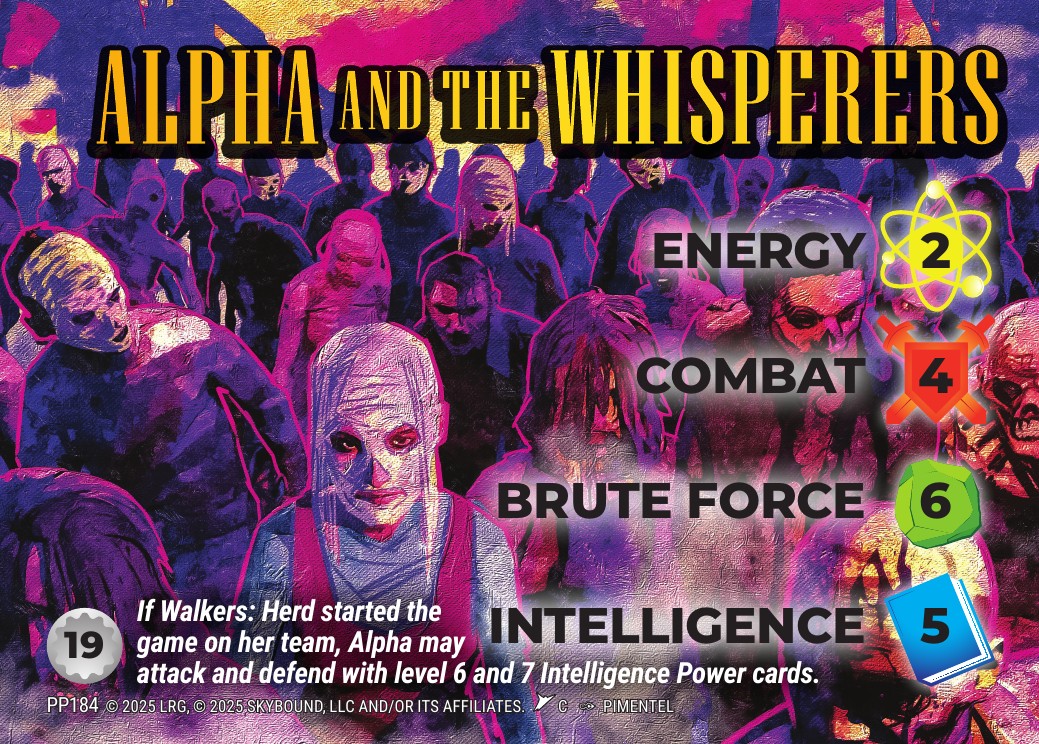 ALPHA AND THE WHISPERERS
ENERGY 2
COMBAT 4
BRUTE FORCE 6
INTELLIGENCE 5
19
If Walkers: Herd started the
game on her team, Alpha may
attack and defend with level 6 and 7 Intelligence Power cards.
PP184 © 2025 LRG, © 2025 SKYBOUND, LLC AND/OR ITS AFFILIATES. C PIMENTEL